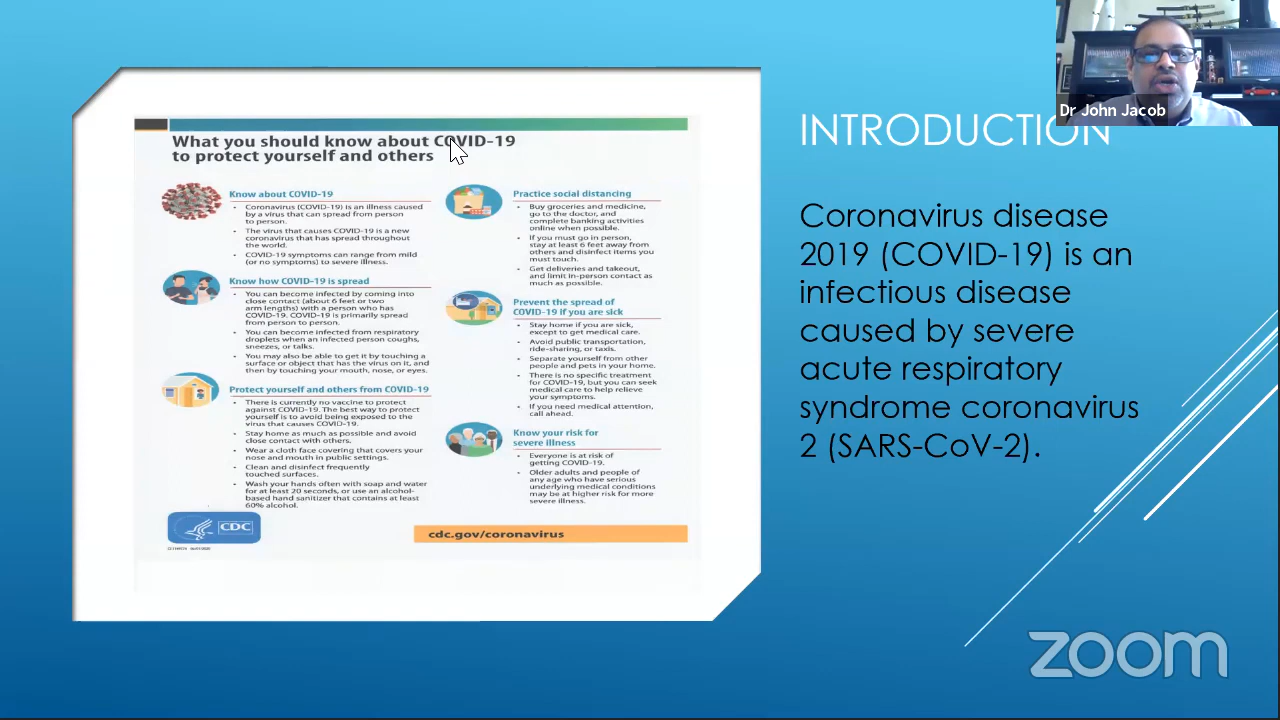 What you should know about COVID-19
to protect yourself and others
Know about COVID-19
• Coronavirus (COVID-19) is an illness caused
by a virus that can spread from person
to person.
• The virus that causes COVID-19 is a new
coronavirus that has spread throughout
the world.
• COVID-19 symptoms can range from mild
(or no symptoms) to severe illness.
Know how COVID-19 is spread
• You can become infected by coming into
close contact (about 6 feet or two
arm lengths) with a person who has
COVID-19. COVID-19 is primarily spread
from person to person.
• You can become infected from respiratory
droplets when an infected person coughs,
sneezes, or talks.
• You may also be able to get it by touching a
surface or object that has the virus on it, and
then by touching your mouth, nose, or eyes.
Protect yourself and others from COVID-19
• There is currently no vaccine to protect
against COVID-19. The best way to protect
yourself is to avoid being exposed to the
virus that causes COVID-19.
• Stay home as much as possible and avoid
close contact with others.
• Wear a cloth face covering that covers your
nose and mouth in public settings.
• Clean and disinfect frequently
touched surfaces.
• Wash your hands often with soap and water
for at least 20 seconds, or use an alcohol-
based hand sanitizer that contains at least
60% alcohol.
Practice social distancing
• Buy groceries and medicine,
go to the doctor, and
complete banking activities
online when possible.
• If you must go in person,
stay at least 6 feet away from
others and disinfect items you
must touch.
• Get deliveries and takeout,
and limit in-person contact as
much as possible.
Prevent the spread of
COVID-19 if you are sick
• Stay home if you are sick,
except to get medical care.
• Avoid public transportation,
ride-sharing, or taxis.
• Separate yourself from other
people and pets in your home.
• There is no specific treatment
for COVID-19, but you can seek
medical care to help relieve
your symptoms.
• If you need medical attention,
call ahead.
Know your risk for
severe illness
• Everyone is at risk of
getting COVID-19.
• Older adults and people of
any age who have serious
underlying medical conditions
may be at higher risk for more
severe illness.
CDC
cdc.gov/coronavirus
Dr John Jacob
INTRODUCTION
Coronavirus disease
2019 (COVID-19) is an
infectious disease
caused by severe
acute respiratory
syndrome coronavirus
2 (SARS-CoV-2).
zoom